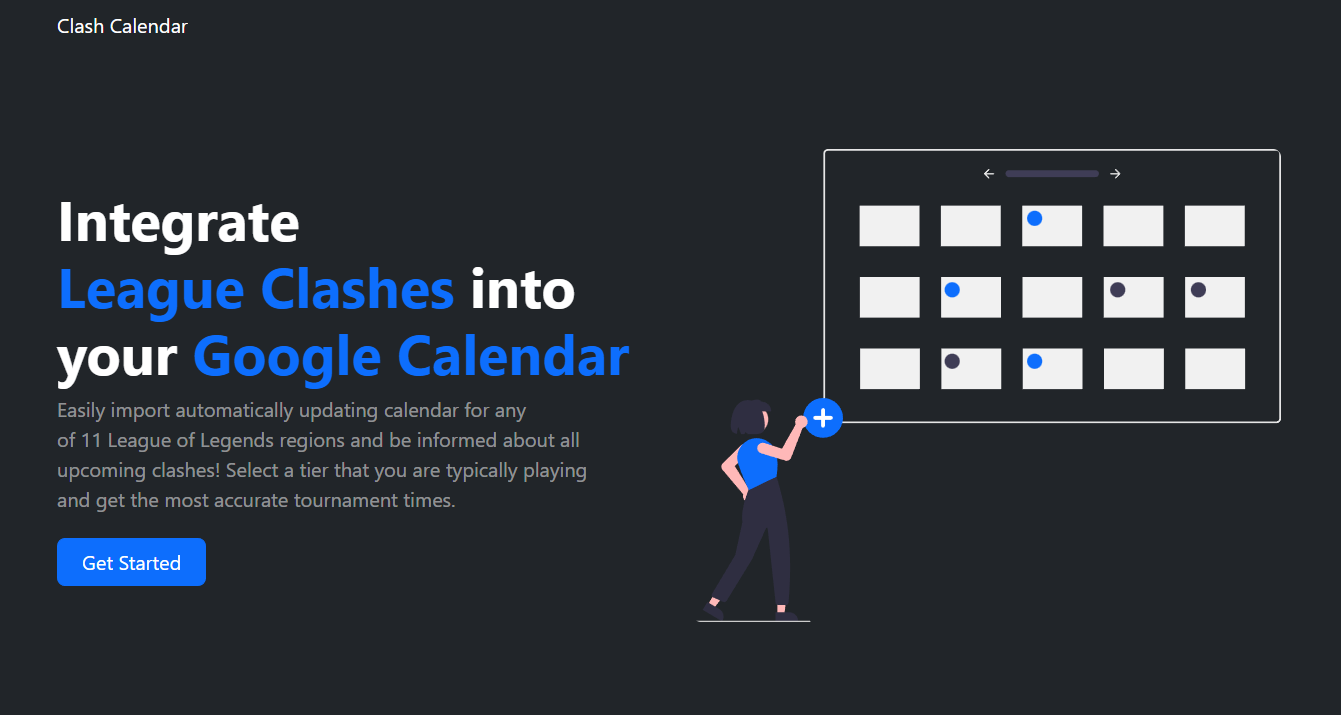 Clash Calendar
Integrate
League Clashes into
your Google Calendar
Easily import automatically updating calendar for any
of 11 League of Legends regions and be informed about all
upcoming clashes! Select a tier that you are typically playing
and get the most accurate tournament times.
Get Started